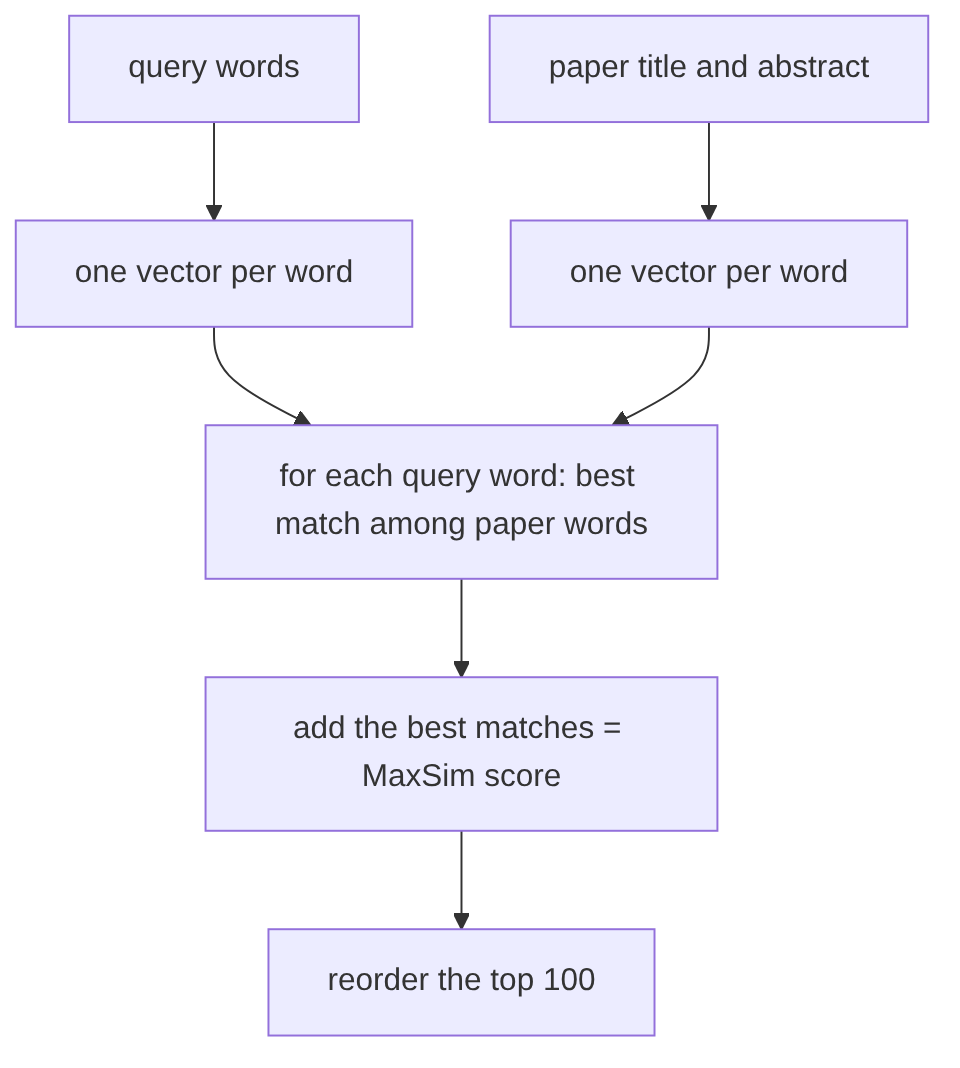 query words
paper title and abstract
one vector per word
one vector per word
for each query word: best
match among paper words
add the best matches =
MaxSim score
reorder the top 100